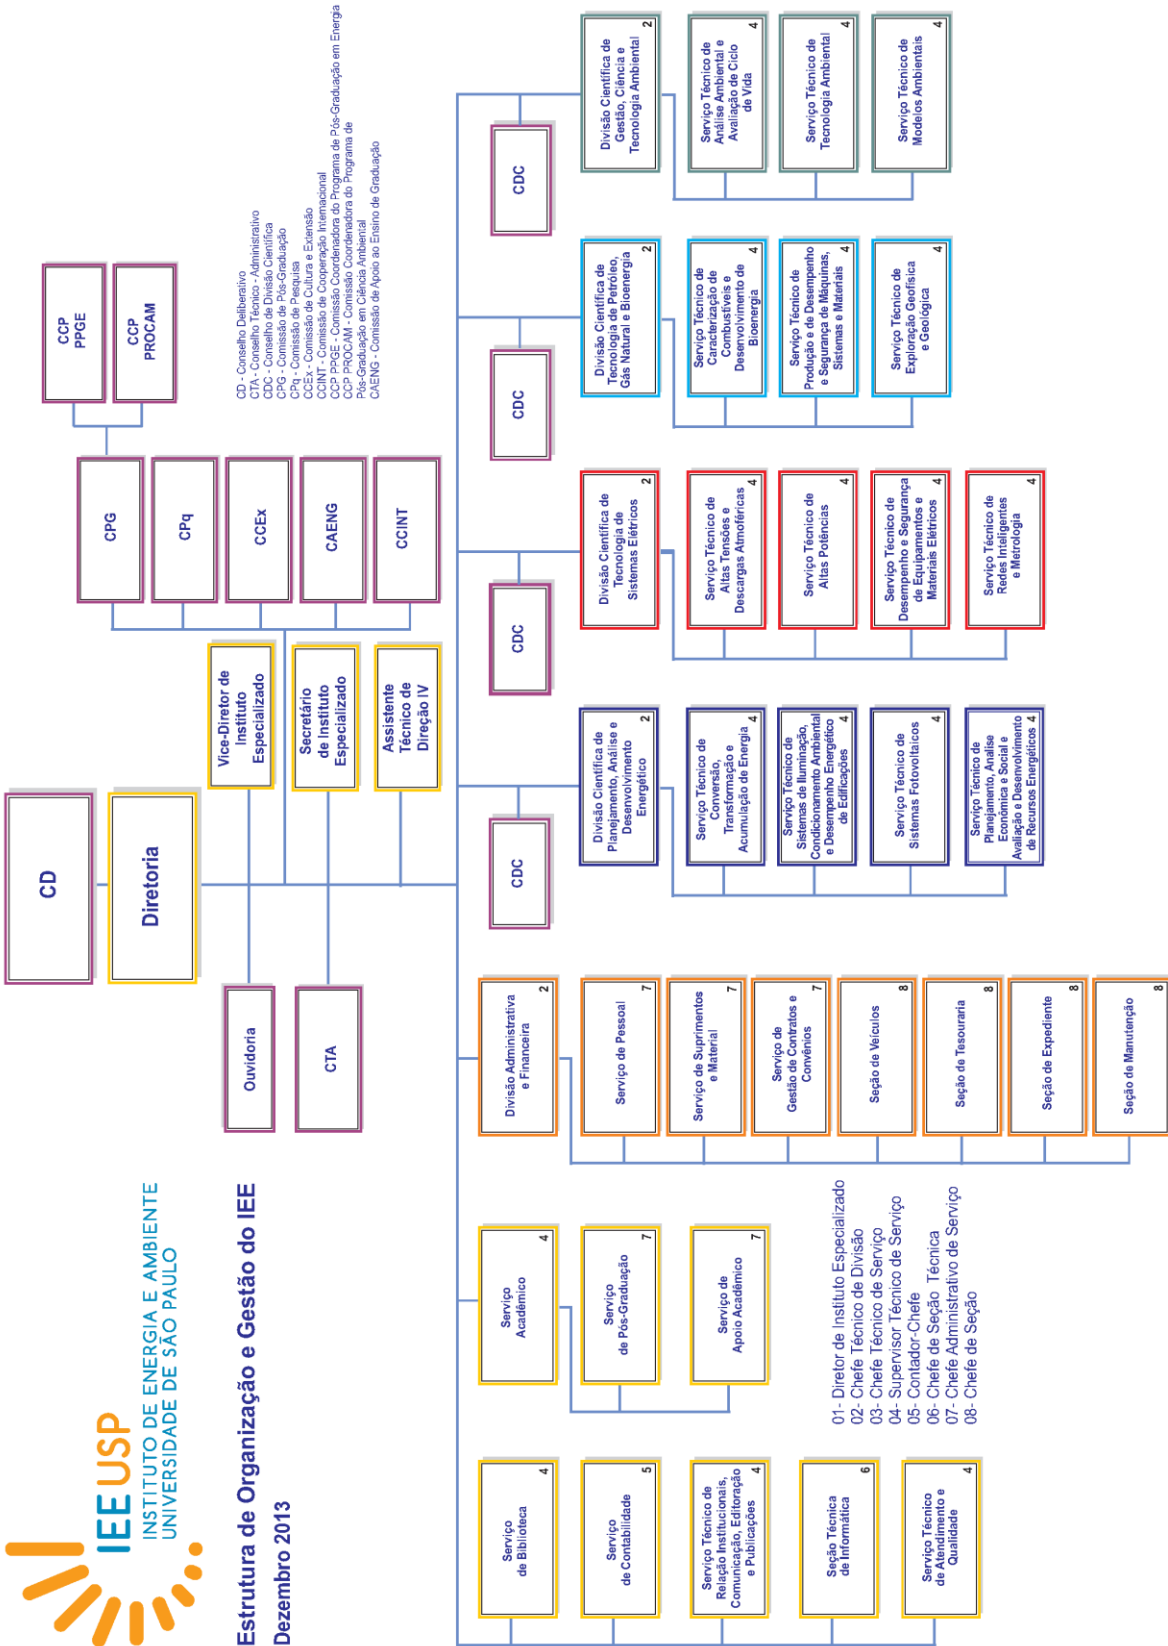 IEE USP
INSTITUTO DE ENERGIA E AMBIENTE
UNIVERSIDADE DE SÃO PAULO
Estrutura de Organização e Gestão do IEE
Dezembro 2013
CD
Diretoria
Ouvidoria
CTA
Vice-Diretor de
Instituto
Especializado
Secretário
de Instituto
Especializado
Assistente
Técnico de
Direção IV
CPG
CPq
CCEx
CAENG
CCINT
CCP
PPGE
CCP
PROCAM
CD - Conselho Deliberativo
CTA - Conselho Técnico - Administrativo
CDC - Conselho de Divisão Científica
CPG - Comissão de Pós-Graduação
CPq - Comissão de Pesquisa
CCEx - Comissão de Cultura e Extensão
CCINT - Comissão de Cooperação Internacional
CCP PPGE - Comissão Coordenadora do Programa de Pós-Graduação em Energia
CCP PROCAM - Comissão Coordenadora do Programa de
Pós-Graduação em Ciência Ambiental
CAENG - Comissão de Apoio ao Ensino de Graduação
Serviço
de Biblioteca
4
Serviço
de Contabilidade
5
Serviço Técnico de
Relação Institucionais,
Comunicação, Editoração
e Publicações
4
Seção Técnica
de Informática
6
Serviço Técnico
de Atendimento e
Qualidade
4
Serviço
Acadêmico
4
Serviço
de Pós-Graduação
7
Serviço de
Apoio Acadêmico
7
01- Diretor de Instituto Especializado
02- Chefe Técnico de Divisão
03- Chefe Técnico de Serviço
04- Supervisor Técnico de Serviço
05- Contador-Chefe
06- Chefe de Seção Técnica
07- Chefe Administrativo de Serviço
08- Chefe de Seção
Divisão Administrativa
e Financeira
2
Serviço de Pessoal
7
Serviço de Suprimentos
e Material
7
Serviço de
Gestão de Contratos e
Convênios
7
Seção de Veículos
8
Seção de Tesouraria
8
Seção de Expediente
8
Seção de Manutenção
8
CDC
Divisão Científica de
Planejamento, Análise e
Desenvolvimento
Energético
2
Serviço Técnico de
Conversão,
Transformação e
Acumulação de Energia
4
Serviço Técnico de
Sistemas de Iluminação,
Condicionamento Ambiental
e Desempenho Energético
de Edificações
4
Serviço Técnico de
Sistemas Fotovoltaicos
4
Serviço Técnico de
Planejamento, Analise
Econômica e Social e
Avaliação e Desenvolvimento
de Recursos Energéticos
4
CDC
Divisão Científica de
Tecnologia de
Sistemas Elétricos
2
Serviço Técnico de
Altas Tensões e
Descargas Atmoféricas
4
Serviço Técnico de
Altas Potências
4
Serviço Técnico de
Desempenho e Segurança
de Equipamentos e
Materiais Elétricos
4
Serviço Técnico de
Redes Inteligentes
e Metrologia
4
CDC
Divisão Científica de
Tecnologia de Petróleo,
Gás Natural e Bioenergia
2
Serviço Técnico de
Caracterização de
Combustíveis e
Desenvolvimento de
Bioenergia
4
Serviço Técnico de
Produção e Desempenho
e Segurança de Máquinas,
Sistemas e Materiais
4
Serviço Técnico de
Exploração Geofísica
e Geológica
4
CDC
Divisão Científica de
Gestão, Ciência e
Tecnologia Ambiental
2
Serviço Técnico de
Análise Ambiental e
Avaliação de Ciclo
de Vida
4
Serviço Técnico de
Tecnologia Ambiental
4
Serviço Técnico de
Modelos Ambientais
4